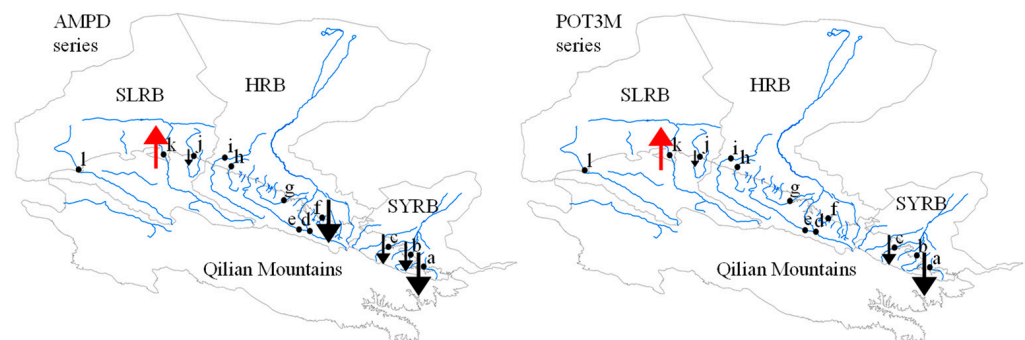 AMPD
series
SLRB
HRB
k
j
i
h
l
g
f
e
d
SYRB
c
b
a
Qilian Mountains
POT3M
series
SLRB
HRB
k
j
i
h
l
g
f
e
d
SYRB
c
b
a
Qilian Mountains